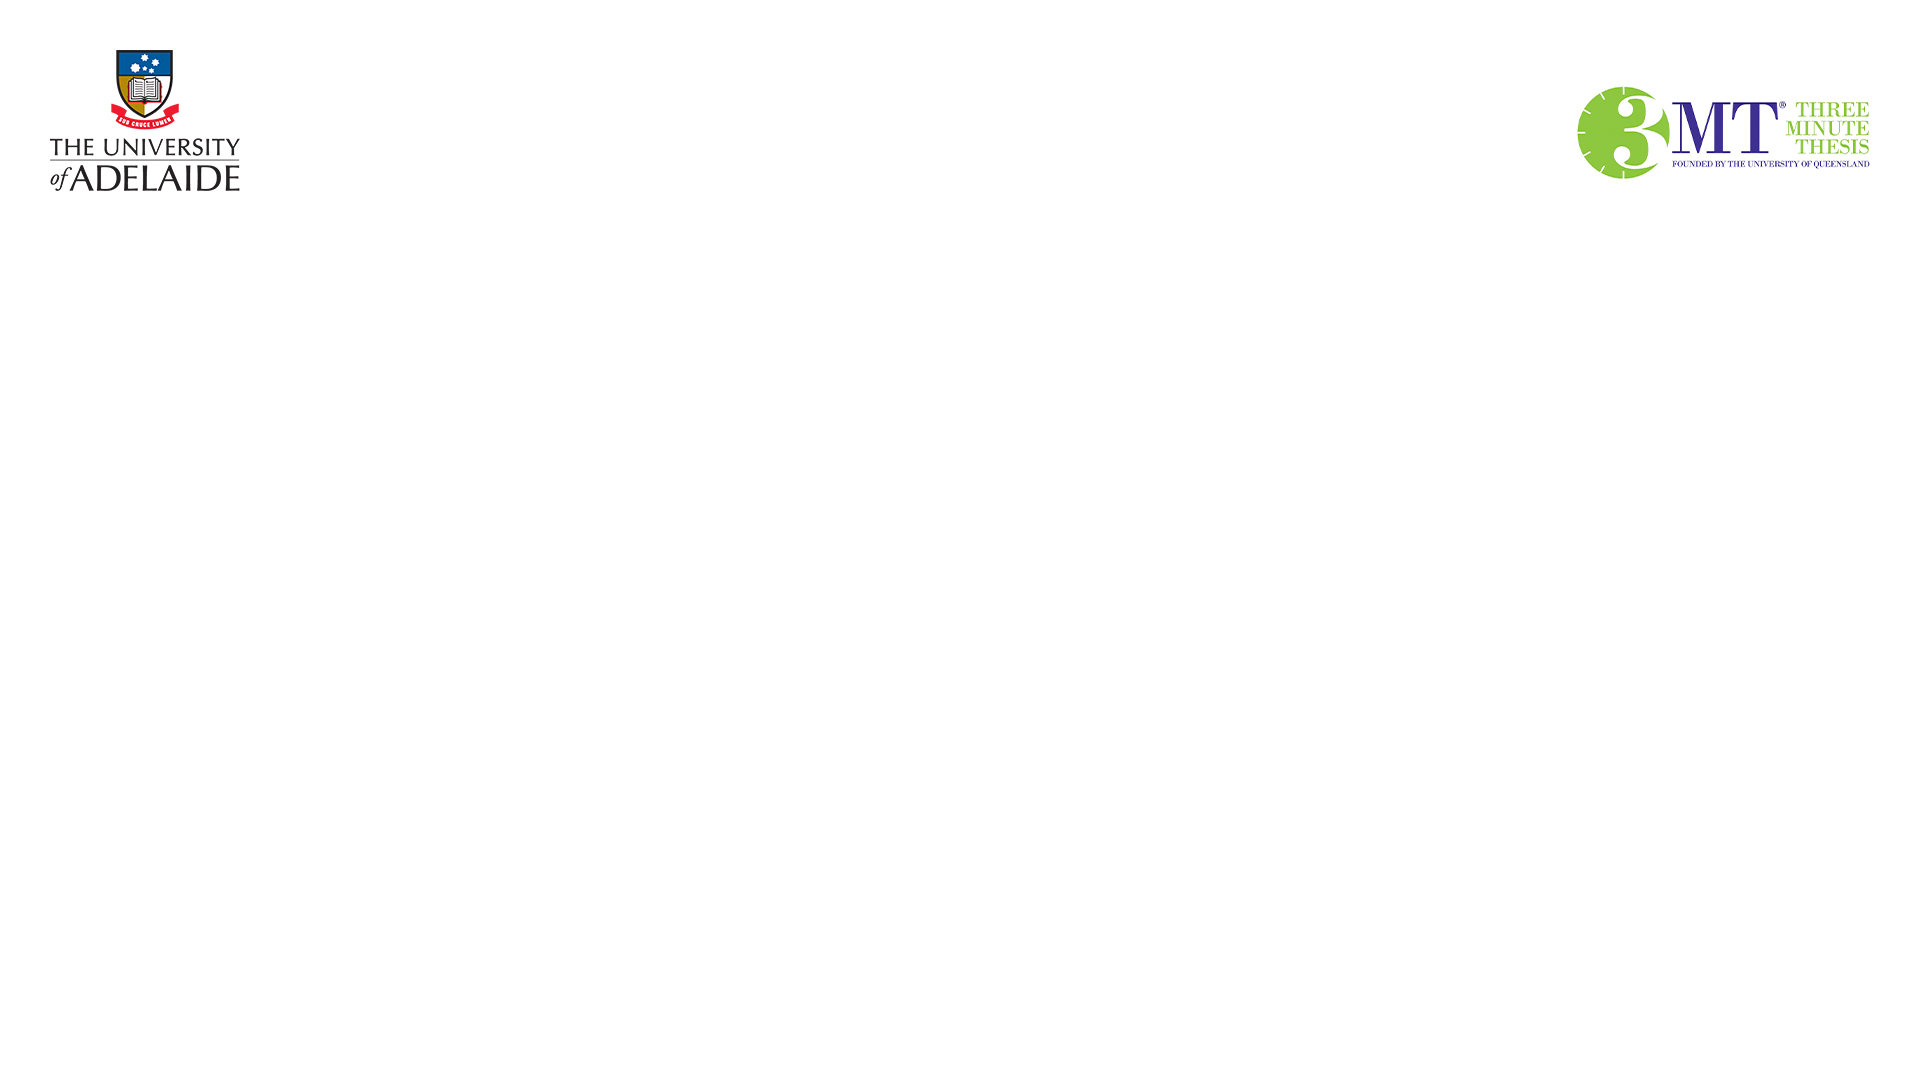 SUB CRUCE LUMEN
THE UNIVERSITY
of ADELAIDE
3MT®
THREE
MINUTE
THESIS
FOUNDED BY THE UNIVERSITY OF QUEENSLAND